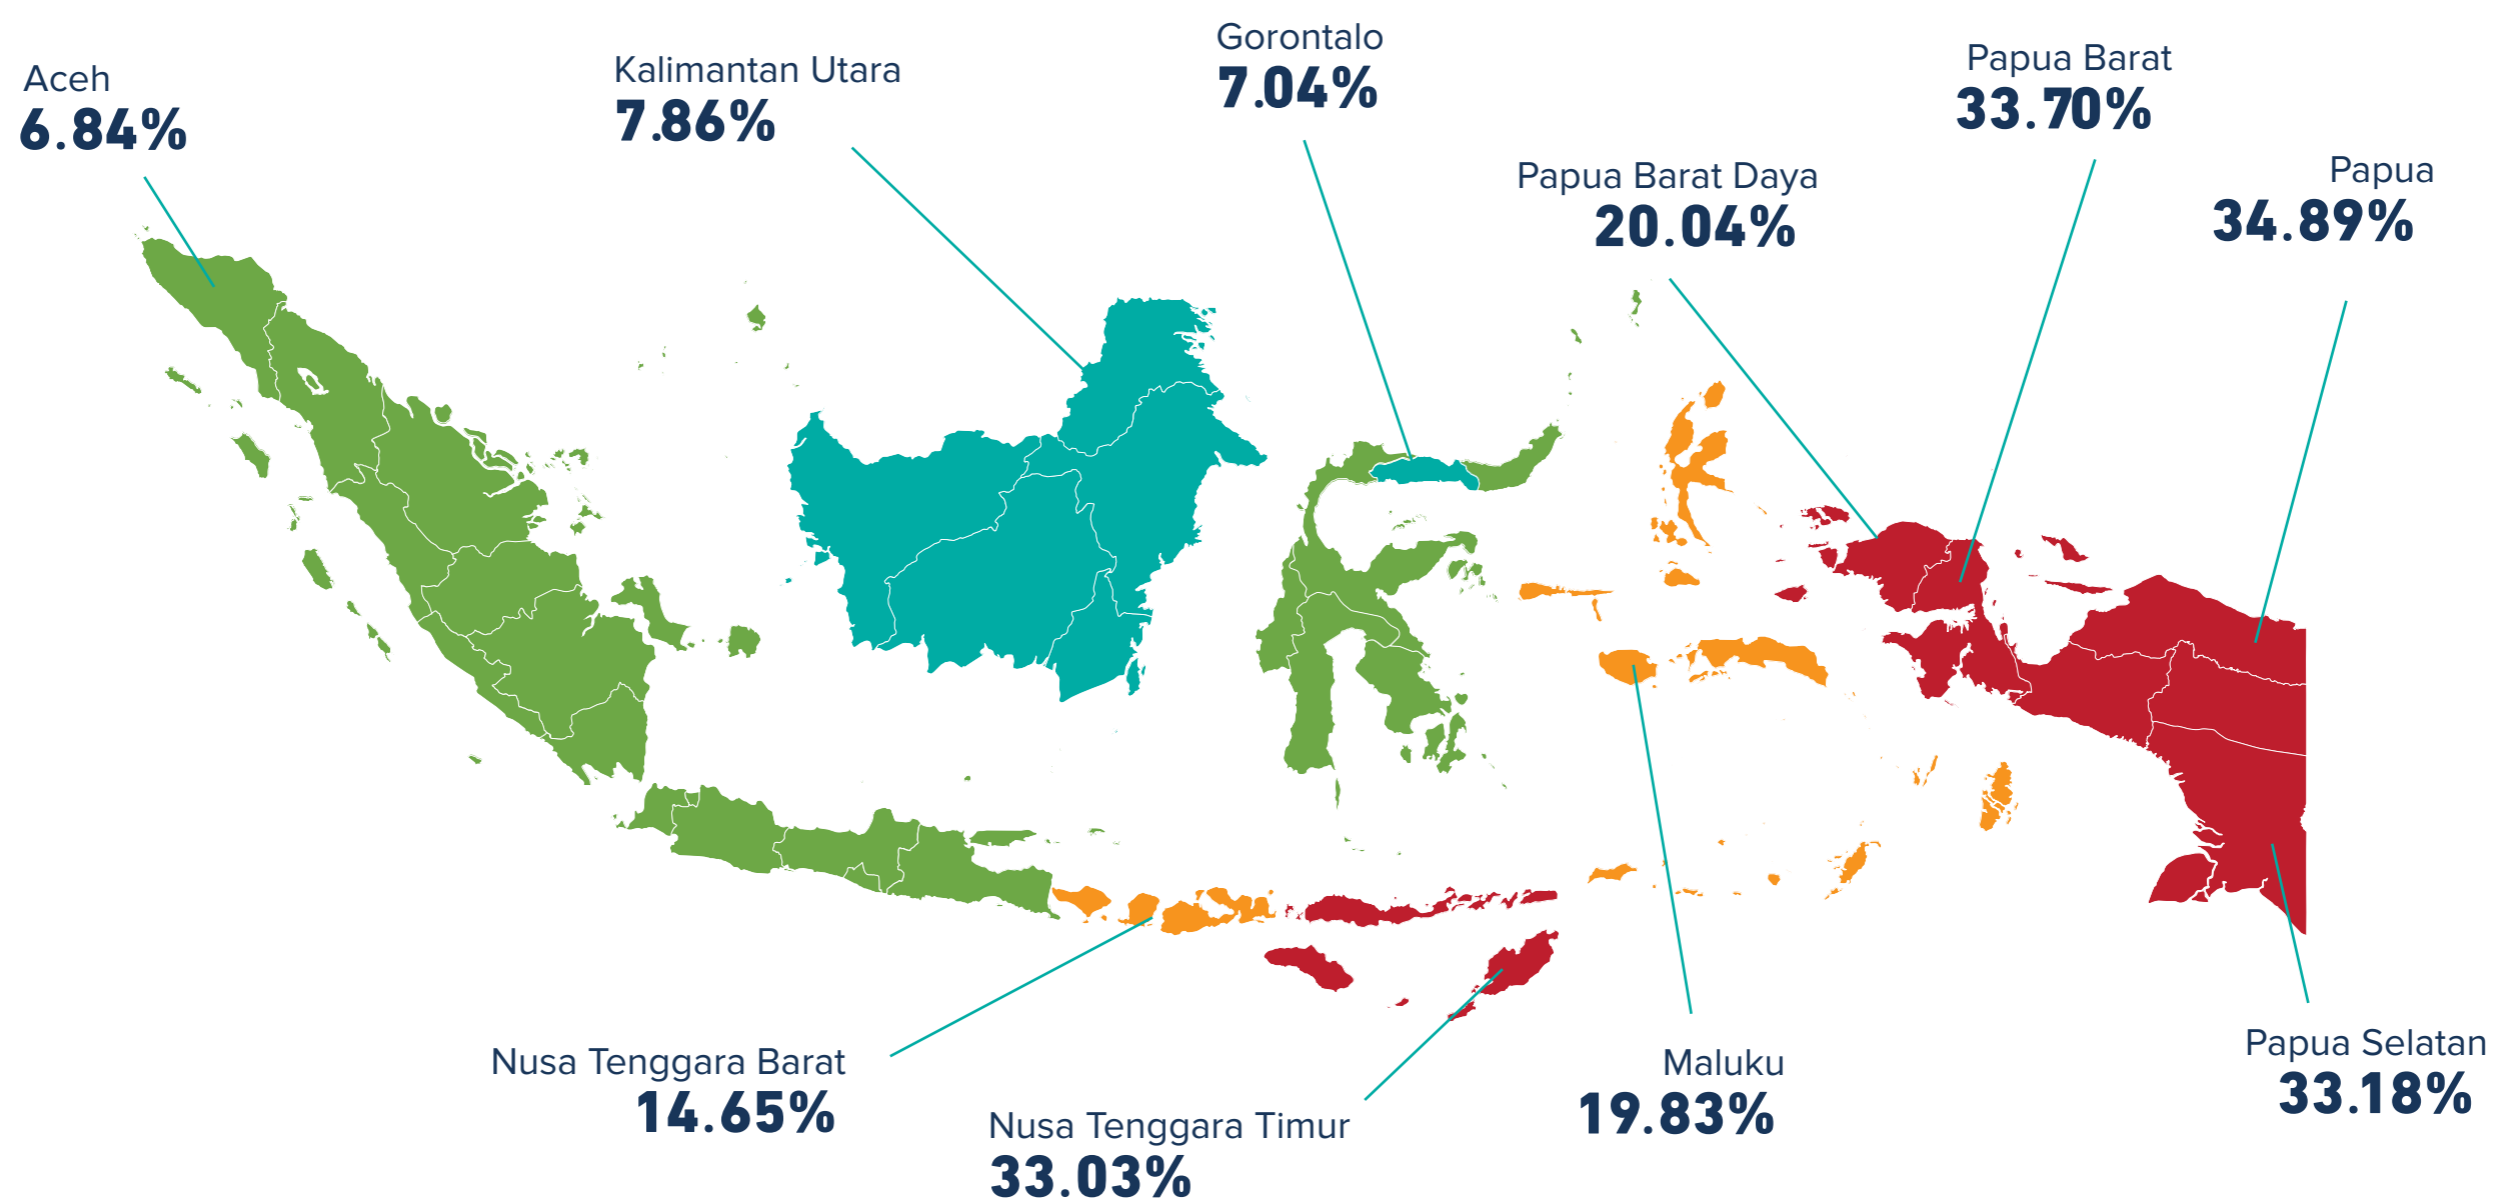 Aceh
6.84%
Kalimantan Utara
7.86%
Gorontalo
7.04%
Papua Barat Daya
20.04%
Papua Barat
33.70%
Papua
34.89%
Nusa Tenggara Barat
14.65%
Nusa Tenggara Timur
33.03%
Maluku
19.83%
Papua Selatan
33.18%